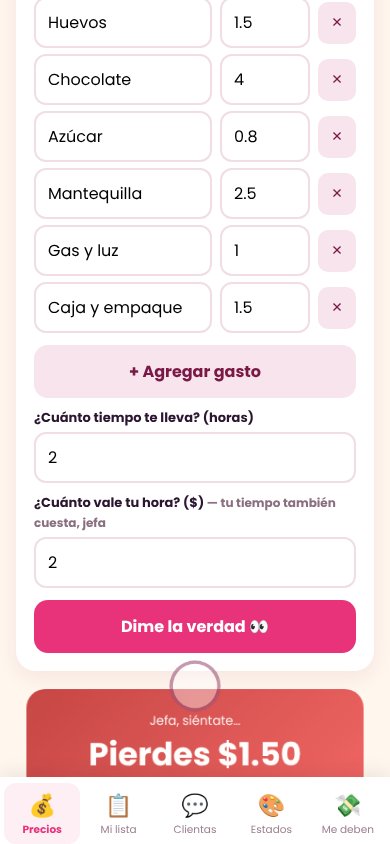 Huevos 1.5 ×
Chocolate 4 ×
Azúcar 0.8 ×
Mantequilla 2.5 ×
Gas y luz 1 ×
Caja y empaque 1.5 ×
+ Agregar gasto
¿Cuánto tiempo te lleva? (horas)
2
¿Cuánto vale tu hora? ($) — tu tiempo también
cuesta, jefa
2
Dime la verdad 👀
Jefa, siéntate...
Pierdes $1.50
Precios Mi lista Clientas Estados Me deben